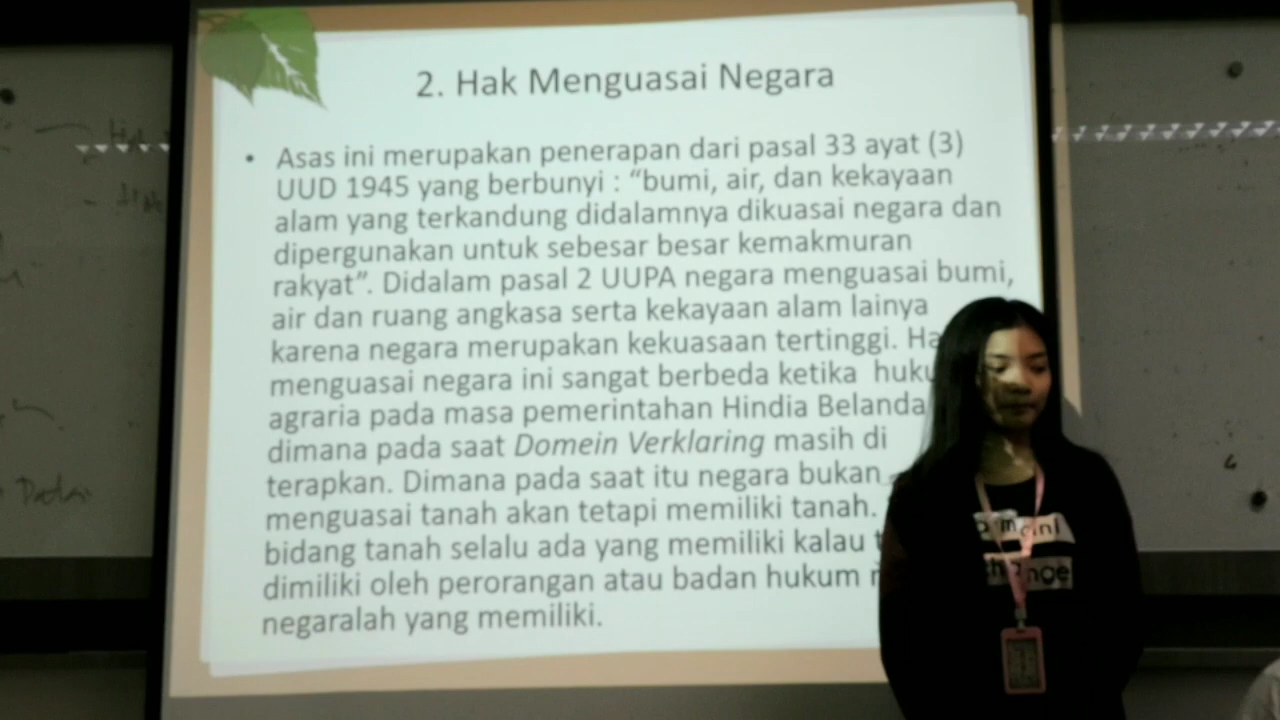 2. Hak Menguasai Negara
• Asas ini merupakan penerapan dari pasal 33 ayat (3)
UUD 1945 yang berbunyi : “bumi, air, dan kekayaan
alam yang terkandung didalamnya dikuasai negara dan
dipergunakan untuk sebesar besar kemakmuran
rakyat”. Didalam pasal 2 UUPA negara menguasai bumi,
air dan ruang angkasa serta kekayaan alam lainya
karena negara merupakan kekuasaan tertinggi.
menguasai negara ini sangat berbeda ketika
agraria pada masa pemerintahan Hindia Belanda
dimana pada saat Domein Verklaring masih di
terapkan. Dimana pada saat itu negara bukan
menguasai tanah akan tetapi memiliki tanah.
bidang tanah selalu ada yang memiliki kalau
dimiliki oleh perorangan atau badan hukum
negaralah yang memiliki.